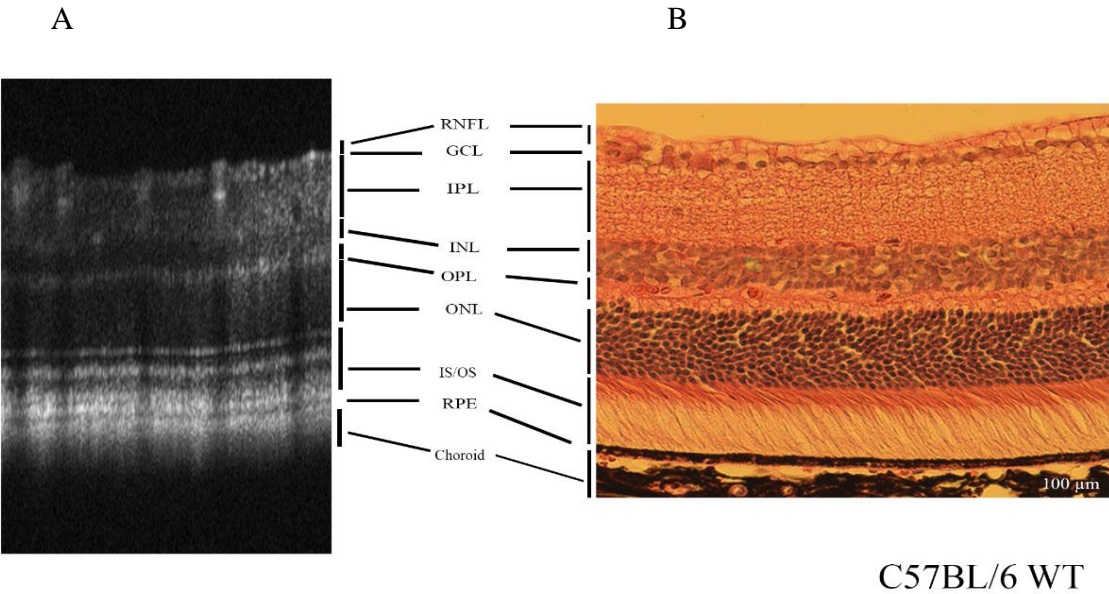 A
B
RNFL
GCL
IPL
INL
OPL
ONL
IS/OS
RPE
Choroid
100 μm
C57BL/6 WT